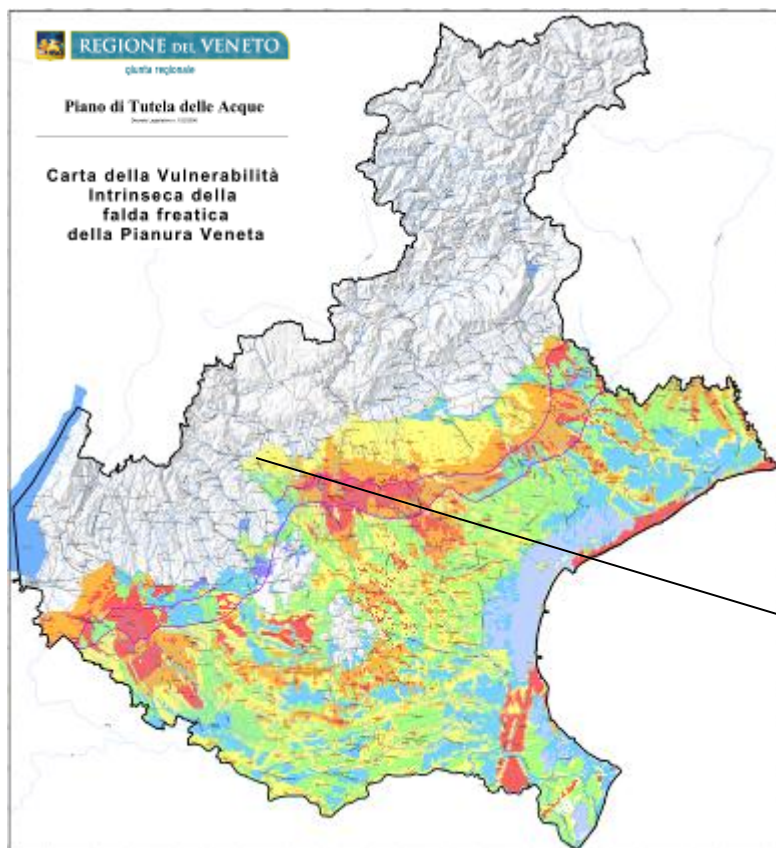 REGIONE DEL VENETO
giunta regionale
Piano di Tutela delle Acque
Carta della Vulnerabilità
Intrinseca della
falda freatica
della Pianura Veneta